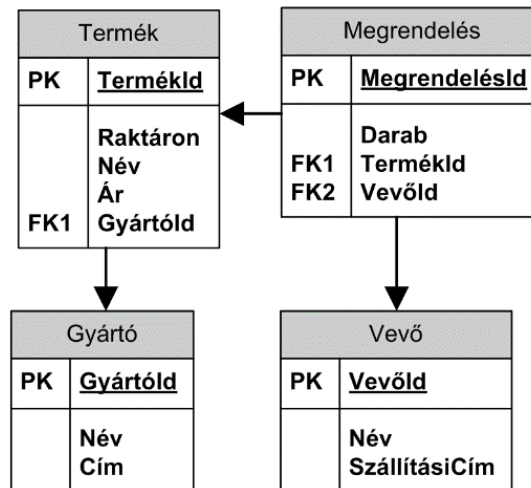 Termék
PK TermékId
Raktáron
Név
Ár
FK1 GyártóId
Megrendelés
PK MegrendelésId
Darab
FK1 TermékId
FK2 VevőId
Gyártó
PK GyártóId
Név
Cím
Vevő
PK VevőId
Név
SzállításiCím